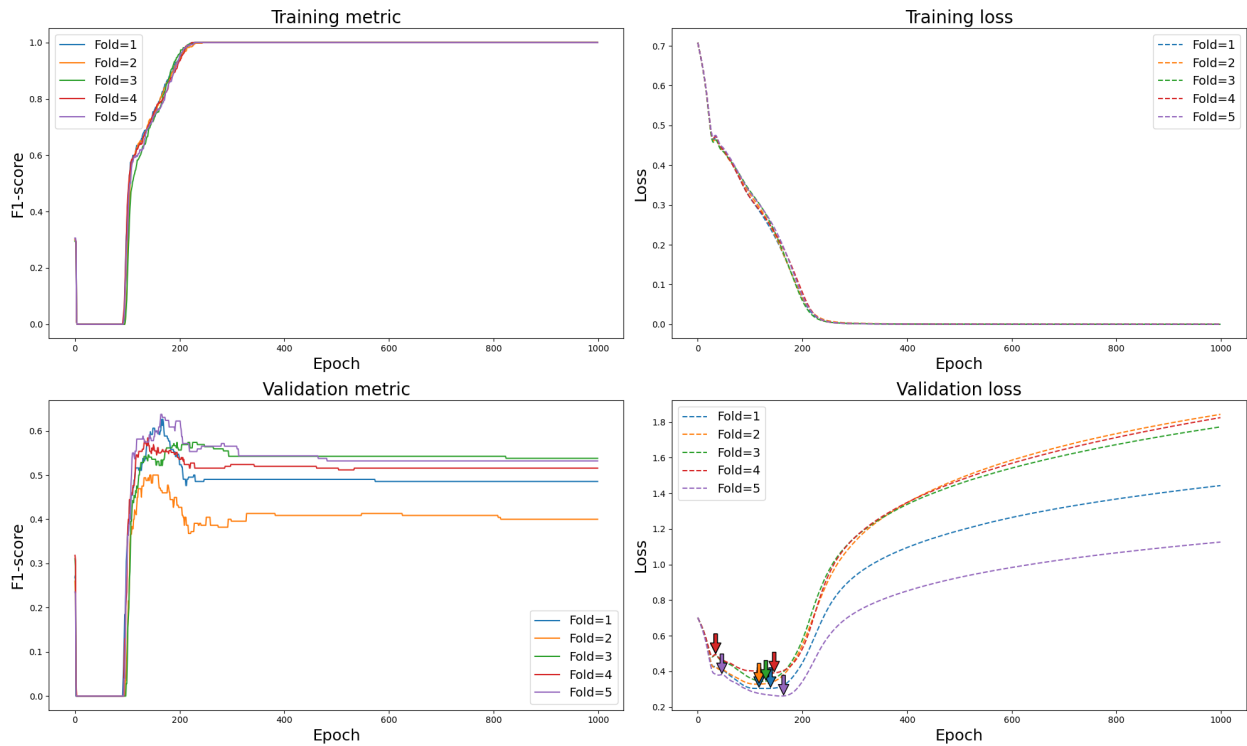 Training metric
F1-score
1.0
0.8
0.6
0.4
0.2
0.0
Fold=1
Fold=2
Fold=3
Fold=4
Fold=5
0
200
400
600
800
1000
Epoch
Training loss
Loss
0.7
0.6
0.5
0.4
0.3
0.2
0.1
0.0
Fold=1
Fold=2
Fold=3
Fold=4
Fold=5
0
200
400
600
800
1000
Epoch
Validation metric
F1-score
0.6
0.5
0.4
0.3
0.2
0.1
0.0
Fold=1
Fold=2
Fold=3
Fold=4
Fold=5
0
200
400
600
800
1000
Epoch
Validation loss
Loss
1.8
1.6
1.4
1.2
1.0
0.8
0.6
0.4
0.2
Fold=1
Fold=2
Fold=3
Fold=4
Fold=5
0
200
400
600
800
1000
Epoch